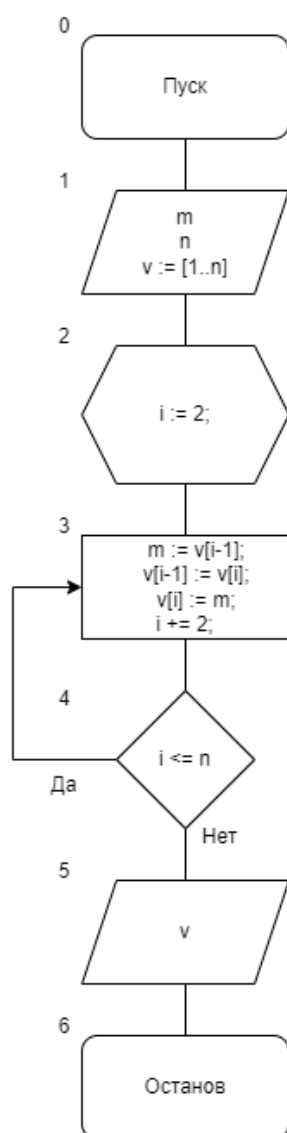 0
Пуск
1
m
n
v := [1..n]
2
i := 2;
3
m := v[i-1];
v[i-1] := v[i];
v[i] := m;
i += 2;
4
i <= n
Да
Нет
5
v
6
Останов